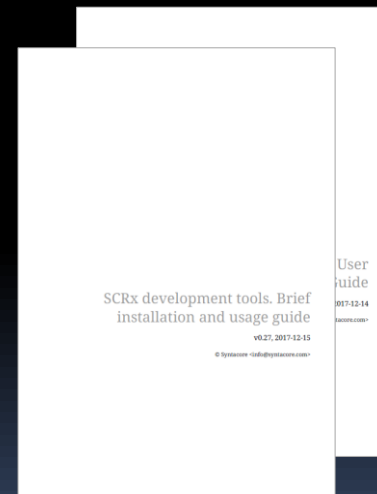 SCRx development tools. Brief
installation and usage guide
v0.27, 2017-12-15
© Syntacore <info@syntacore.com>
User
Guide
2017-12-14